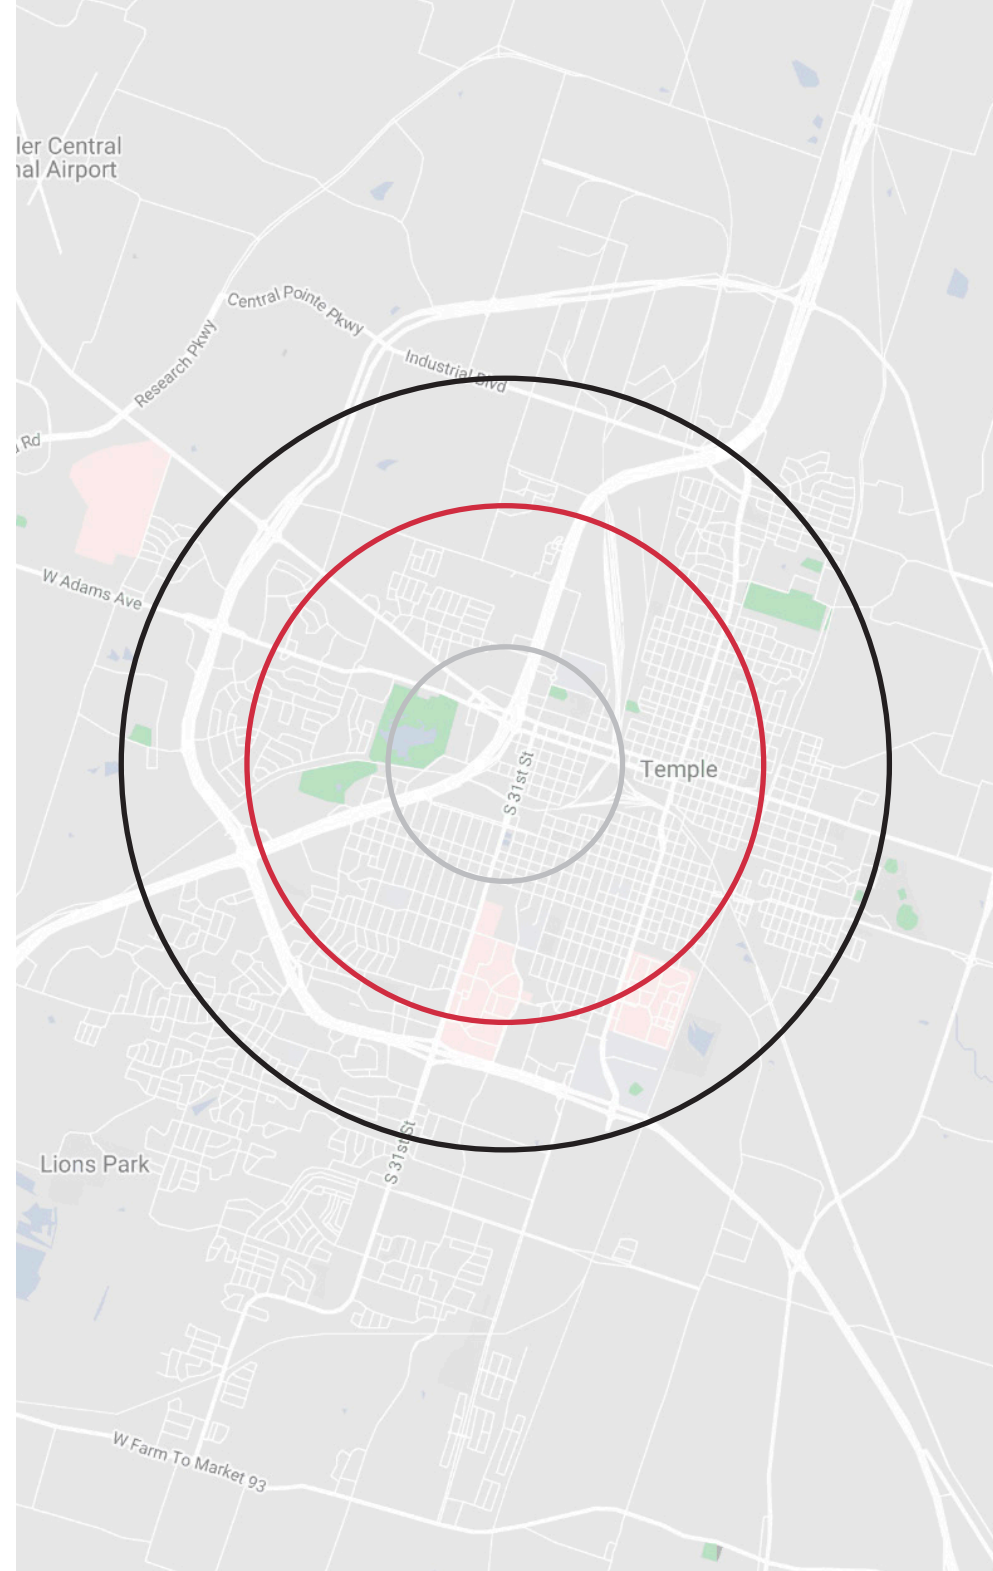 ler Central
nal Airport
Central Pointe Pkwy
Research Pkwy
Industrial Blvd
Rd
W Adams Ave
S 31st St
Temple
S 31st St
Lions Park
W Farm To Market 93